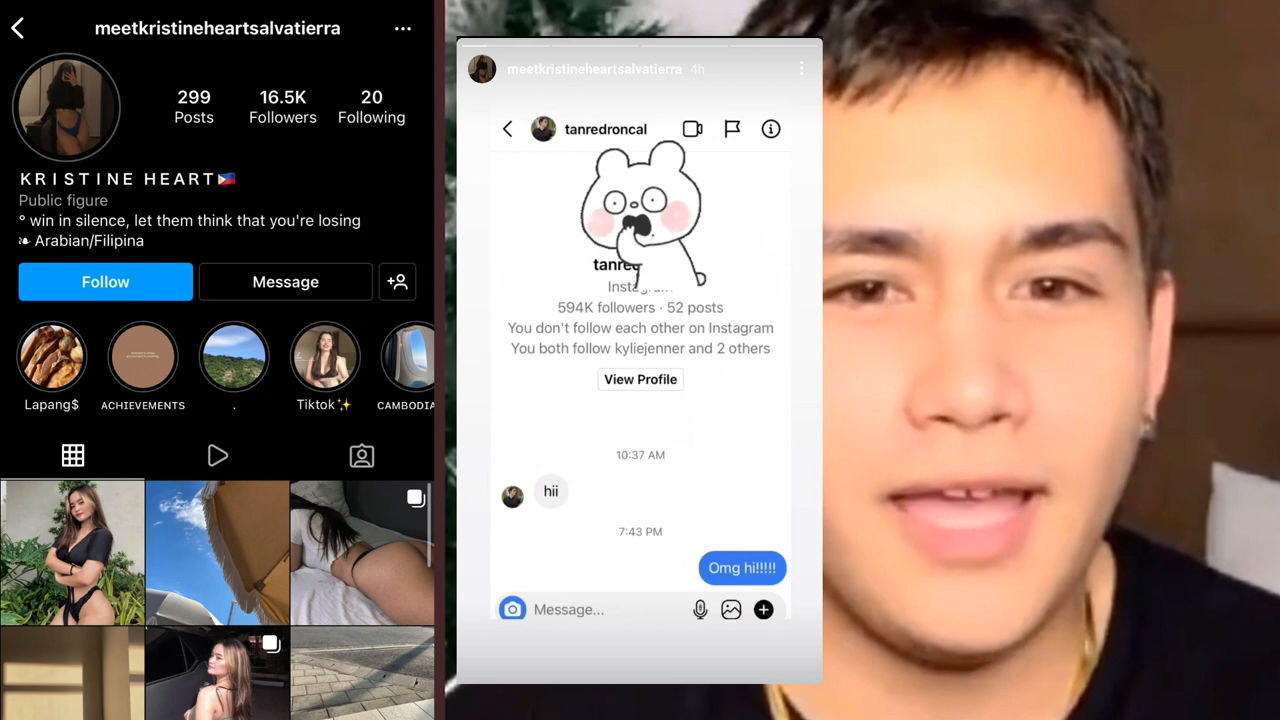 meetkristineheartsalvatierra
299
Posts
16.5K
Followers
20
Following
K R I S T I N E  H E A R T🇵🇭
Public figure
° win in silence, let them think that you're losing
❧ Arabian/Filipina
Follow
Message
Lapang$
ACHIEVEMENTS
.
Tiktok✨
CAMBODIA
meetkristineheartsalvatierra 4h
tanredroncal
tanred
Instagram
594K followers · 52 posts
You don't follow each other on Instagram
You both follow kyliejenner and 2 others
View Profile
10:37 AM
hii
7:43 PM
Omg hi!!!!!
Message...